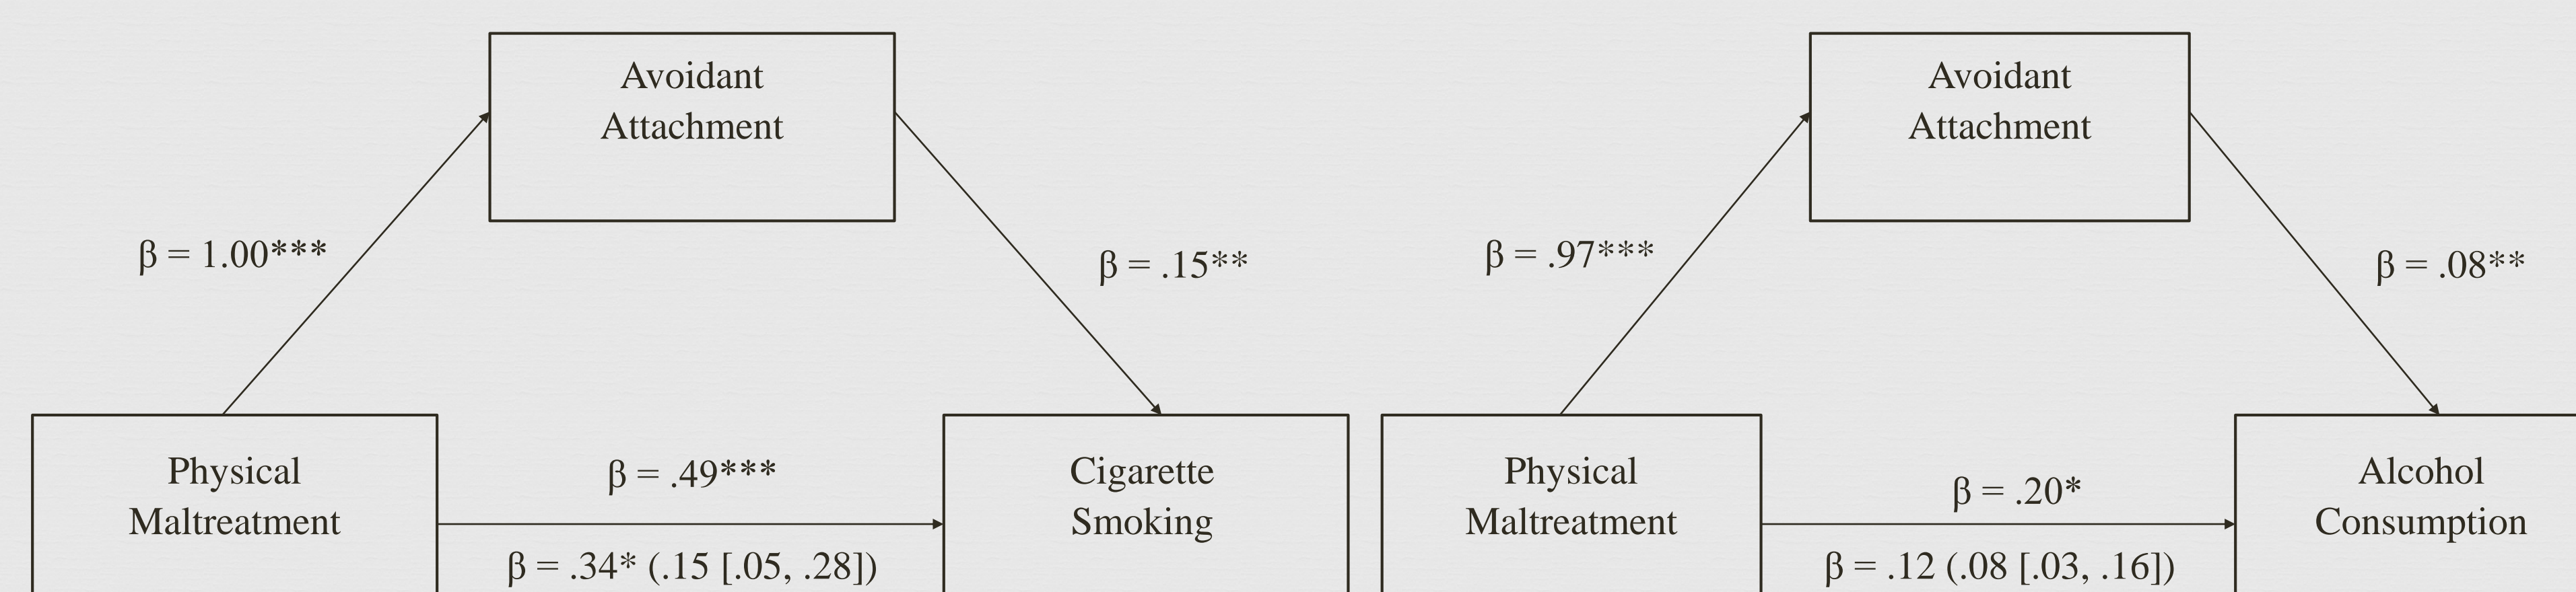 Avoidant
Attachment
β = 1.00***
β = .15**
Physical
Maltreatment
β = .49***
β = .34* (.15 [.05, .28])
Cigarette
Smoking
Avoidant
Attachment
β = .97***
β = .08**
Physical
Maltreatment
β = .20*
β = .12 (.08 [.03, .16])
Alcohol
Consumption